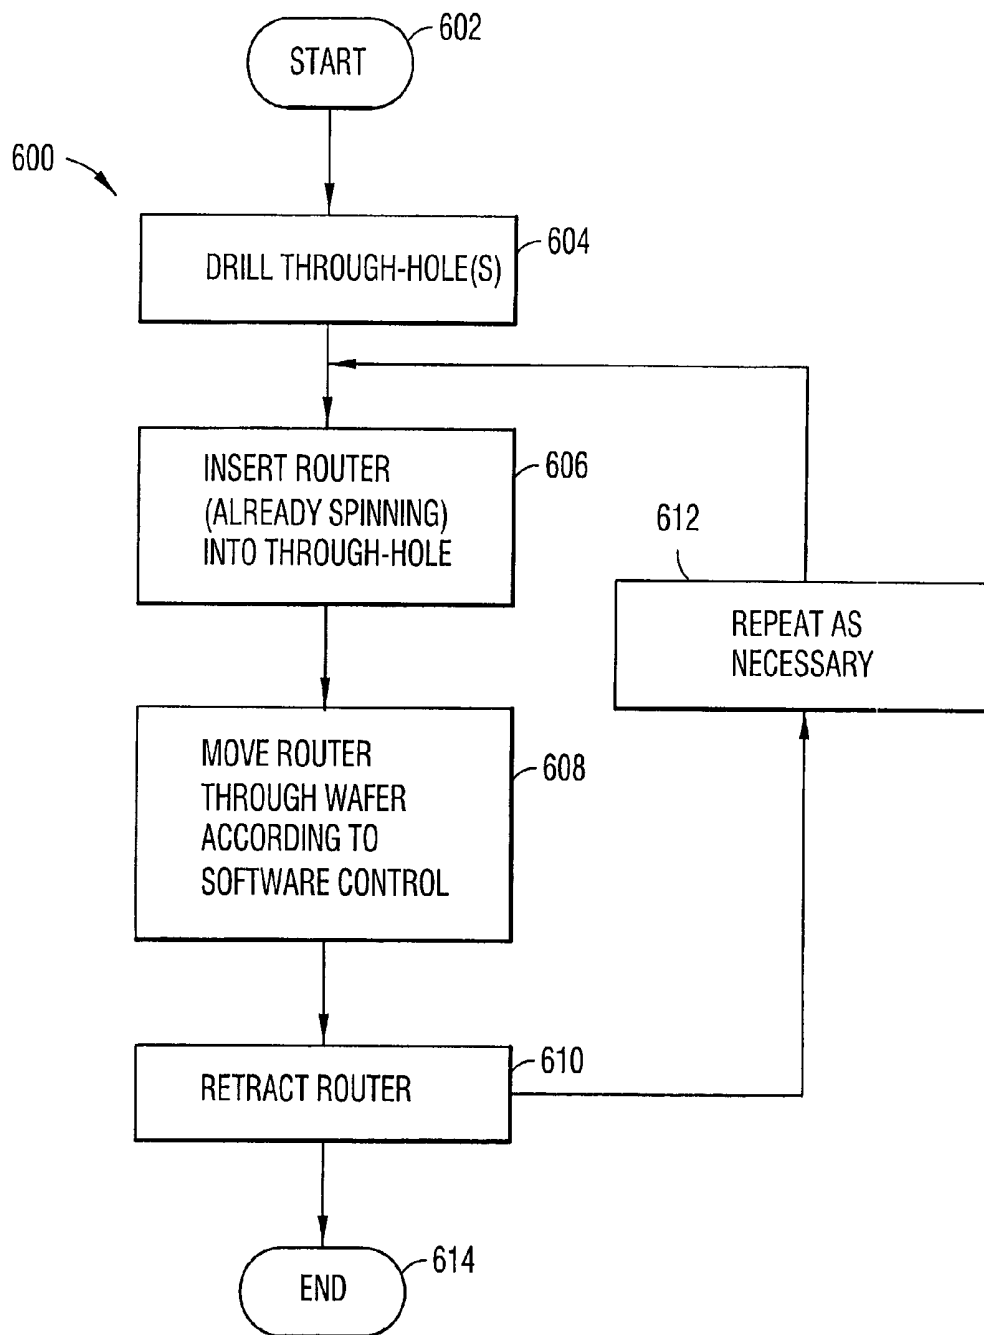 START
602
600
DRILL THROUGH-HOLE(S)
604
INSERT ROUTER
(ALREADY SPINNING)
INTO THROUGH-HOLE
606
612
REPEAT AS
NECESSARY
MOVE ROUTER
THROUGH WAFER
ACCORDING TO
SOFTWARE CONTROL
608
RETRACT ROUTER
610
END
614